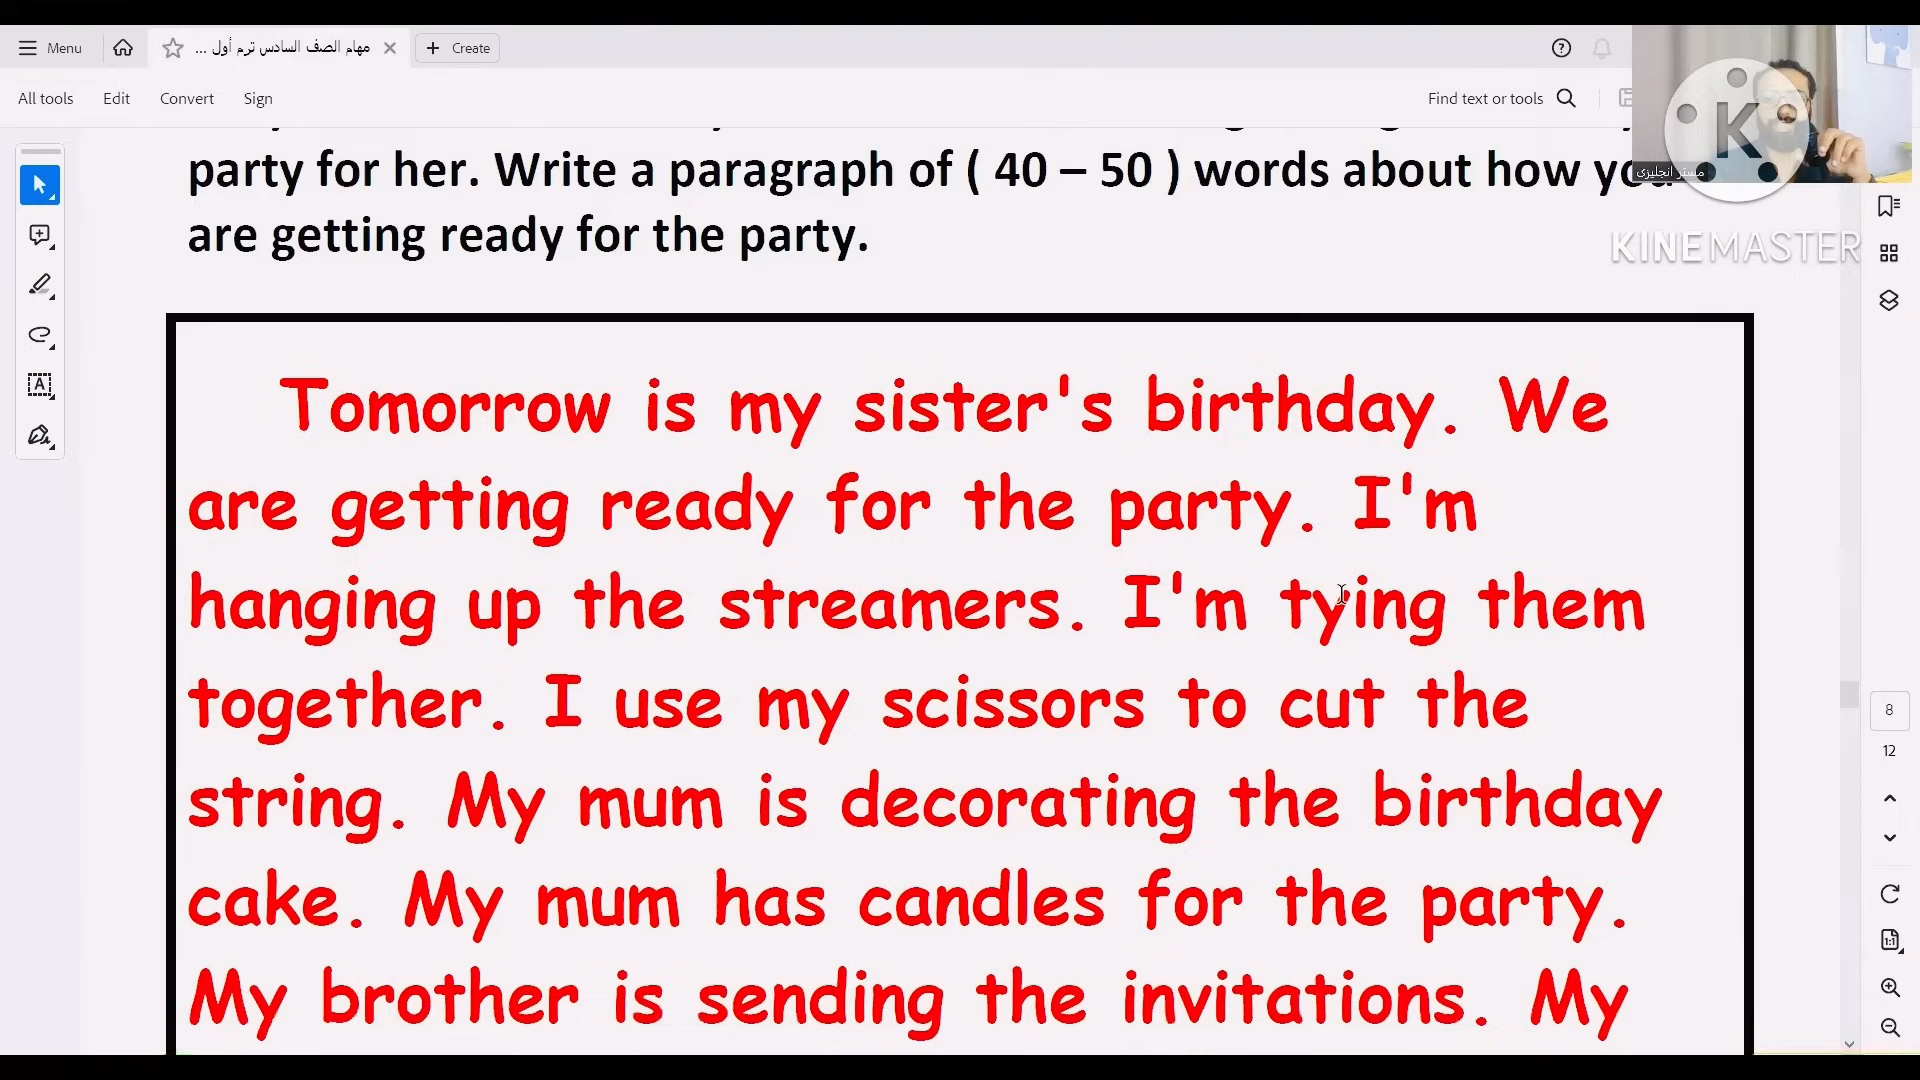 Menu
مهام الصف السادس ترم أول ...
Create
All tools
Edit
Convert
Sign
Find text or tools
party for her. Write a paragraph of ( 40 – 50 ) words about how you
are getting ready for the party.
مستر انجليزى
K
KINEMASTER
Tomorrow is my sister's birthday. We
are getting ready for the party. I'm
hanging up the streamers. I'm tying them
together. I use my scissors to cut the
string. My mum is decorating the birthday
cake. My mum has candles for the party.
My brother is sending the invitations. My
8
12